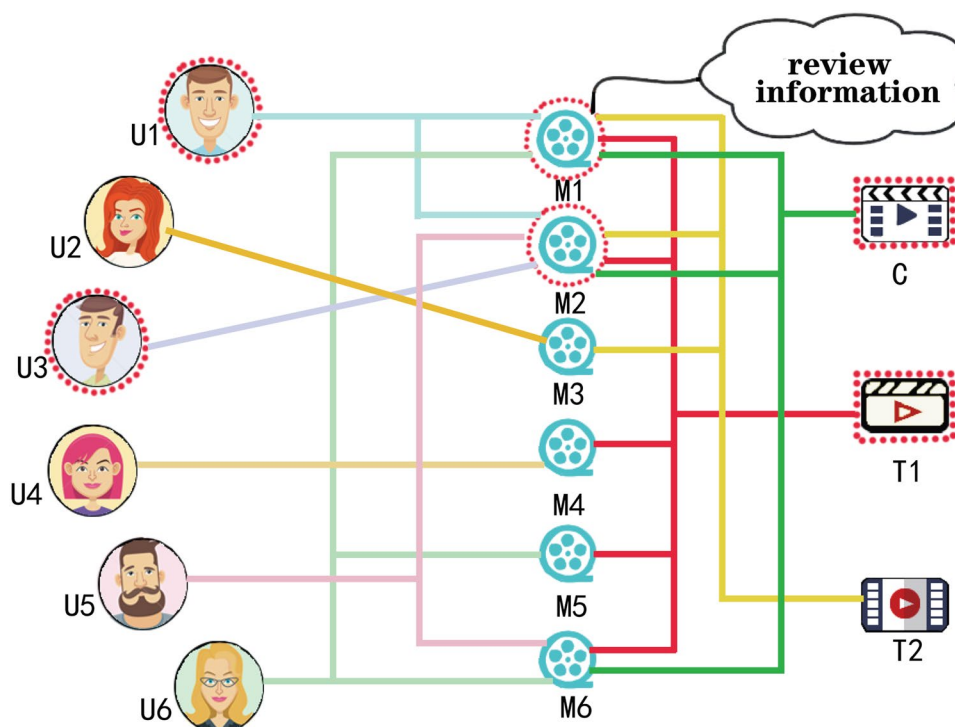 review
information
U1
U2
U3
U4
U5
U6
M1
M2
M3
M4
M5
M6
C
T1
T2